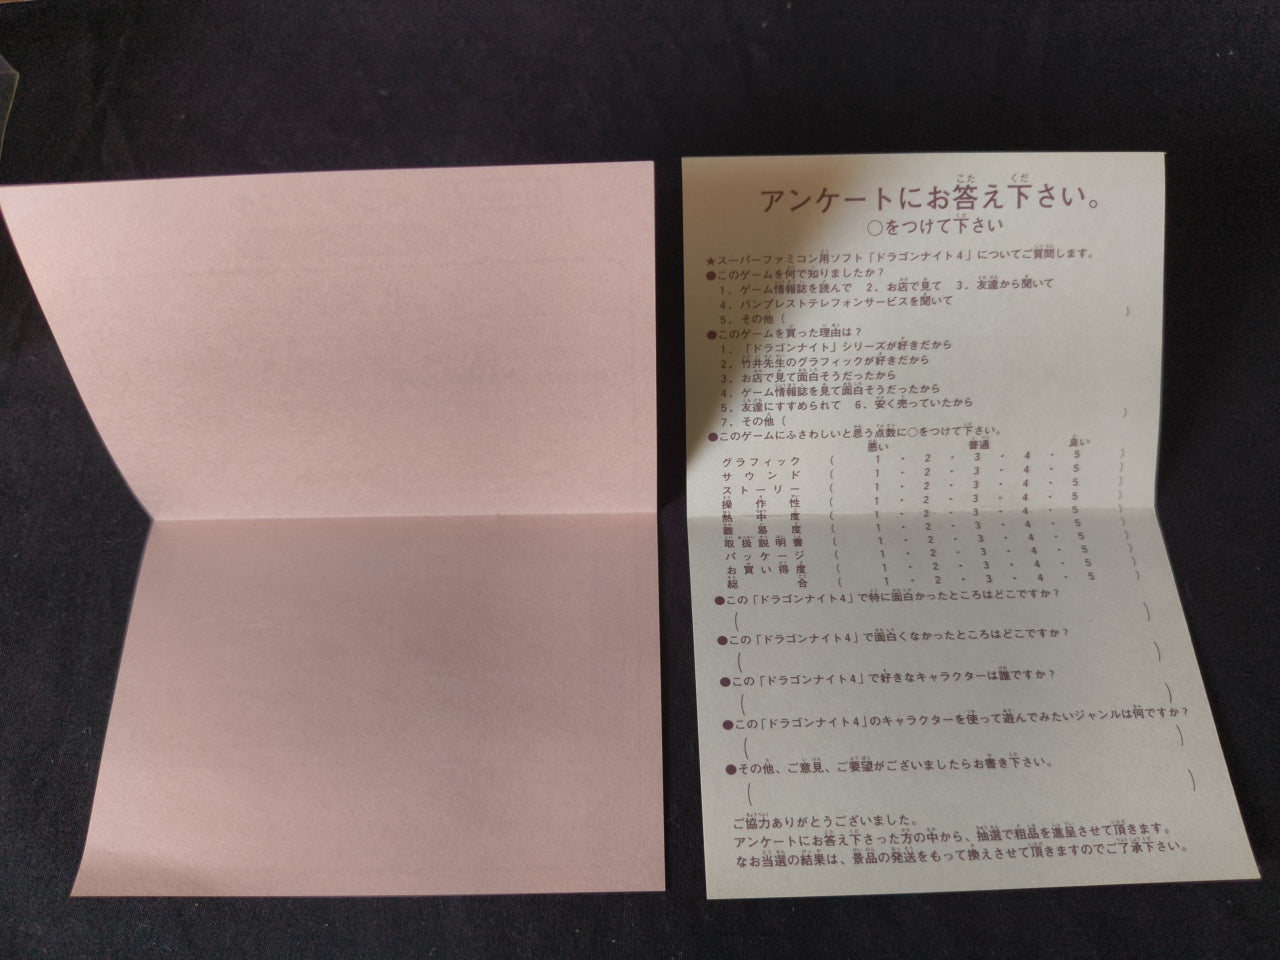 アンケートにお答え下さい。
○をつけて下さい
★スーパーファミコン用ソフト「ドラゴンナイト4」についてご質問します。
●このゲームを何で知りましたか?
1. ゲーム情報誌を読んで 2. お店で見て 3. 友達から聞いて
4. バンプレストテレフォンサービスを聞いて
5. その他( )
●このゲームを買った理由は?
1. 「ドラゴンナイト」シリーズが好きだから
2. 竹井先生のグラフィックが好きだから
3. お店で見て面白そうだったから
4. ゲーム情報誌を見て面白そうだったから
5. 友達にすすめられて 6. 安く売っていたから
7. その他( )
●このゲームにふさわしいと思う点数に○をつけて下さい。
悪い 普通 良い
グラフィック ( 1 ・ 2 ・ 3 ・ 4 ・ 5 )
サウンド ( 1 ・ 2 ・ 3 ・ 4 ・ 5 )
ストーリー ( 1 ・ 2 ・ 3 ・ 4 ・ 5 )
操作性 ( 1 ・ 2 ・ 3 ・ 4 ・ 5 )
熱中度 ( 1 ・ 2 ・ 3 ・ 4 ・ 5 )
難易度 ( 1 ・ 2 ・ 3 ・ 4 ・ 5 )
取扱説明書 ( 1 ・ 2 ・ 3 ・ 4 ・ 5 )
パッケージ ( 1 ・ 2 ・ 3 ・ 4 ・ 5 )
お買い得度 ( 1 ・ 2 ・ 3 ・ 4 ・ 5 )
総合 ( 1 ・ 2 ・ 3 ・ 4 ・ 5 )
●この「ドラゴンナイト4」で特に面白かったところはどこですか?
( )
●この「ドラゴンナイト4」で面白くなかったところはどこですか?
( )
●この「ドラゴンナイト4」で好きなキャラクターは誰ですか?
( )
●この「ドラゴンナイト4」のキャラクターを使って遊んでみたいジャンルは何ですか?
( )
●その他、ご意見、ご要望がございましたらお書き下さい。
( )
ご協力ありがとうございました。
アンケートにお答え下さった方の中から、抽選で粗品を進呈させて頂きます。
なお当選の結果は、景品の発送をもって換えさせて頂きますのでご了承下さい。